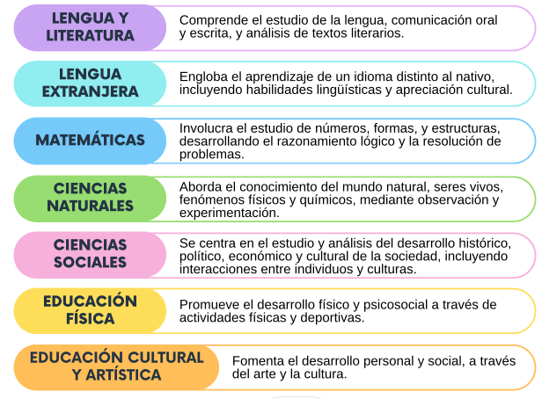 LENGUA Y
LITERATURA
Comprende el estudio de la lengua, comunicación oral
y escrita, y análisis de textos literarios.
LENGUA
EXTRANJERA
Engloba el aprendizaje de un idioma distinto al nativo,
incluyendo habilidades lingüísticas y apreciación cultural.
MATEMÁTICAS
Involucra el estudio de números, formas, y estructuras,
desarrollando el razonamiento lógico y la resolución de
problemas.
CIENCIAS
NATURALES
Aborda el conocimiento del mundo natural, seres vivos,
fenómenos físicos y químicos, mediante observación y
experimentación.
CIENCIAS
SOCIALES
Se centra en el estudio y análisis del desarrollo histórico,
político, económico y cultural de la sociedad, incluyendo
interacciones entre individuos y culturas.
EDUCACIÓN
FÍSICA
Promueve el desarrollo físico y psicosocial a través de
actividades físicas y deportivas.
EDUCACIÓN CULTURAL
Y ARTÍSTICA
Fomenta el desarrollo personal y social, a través
del arte y la cultura.